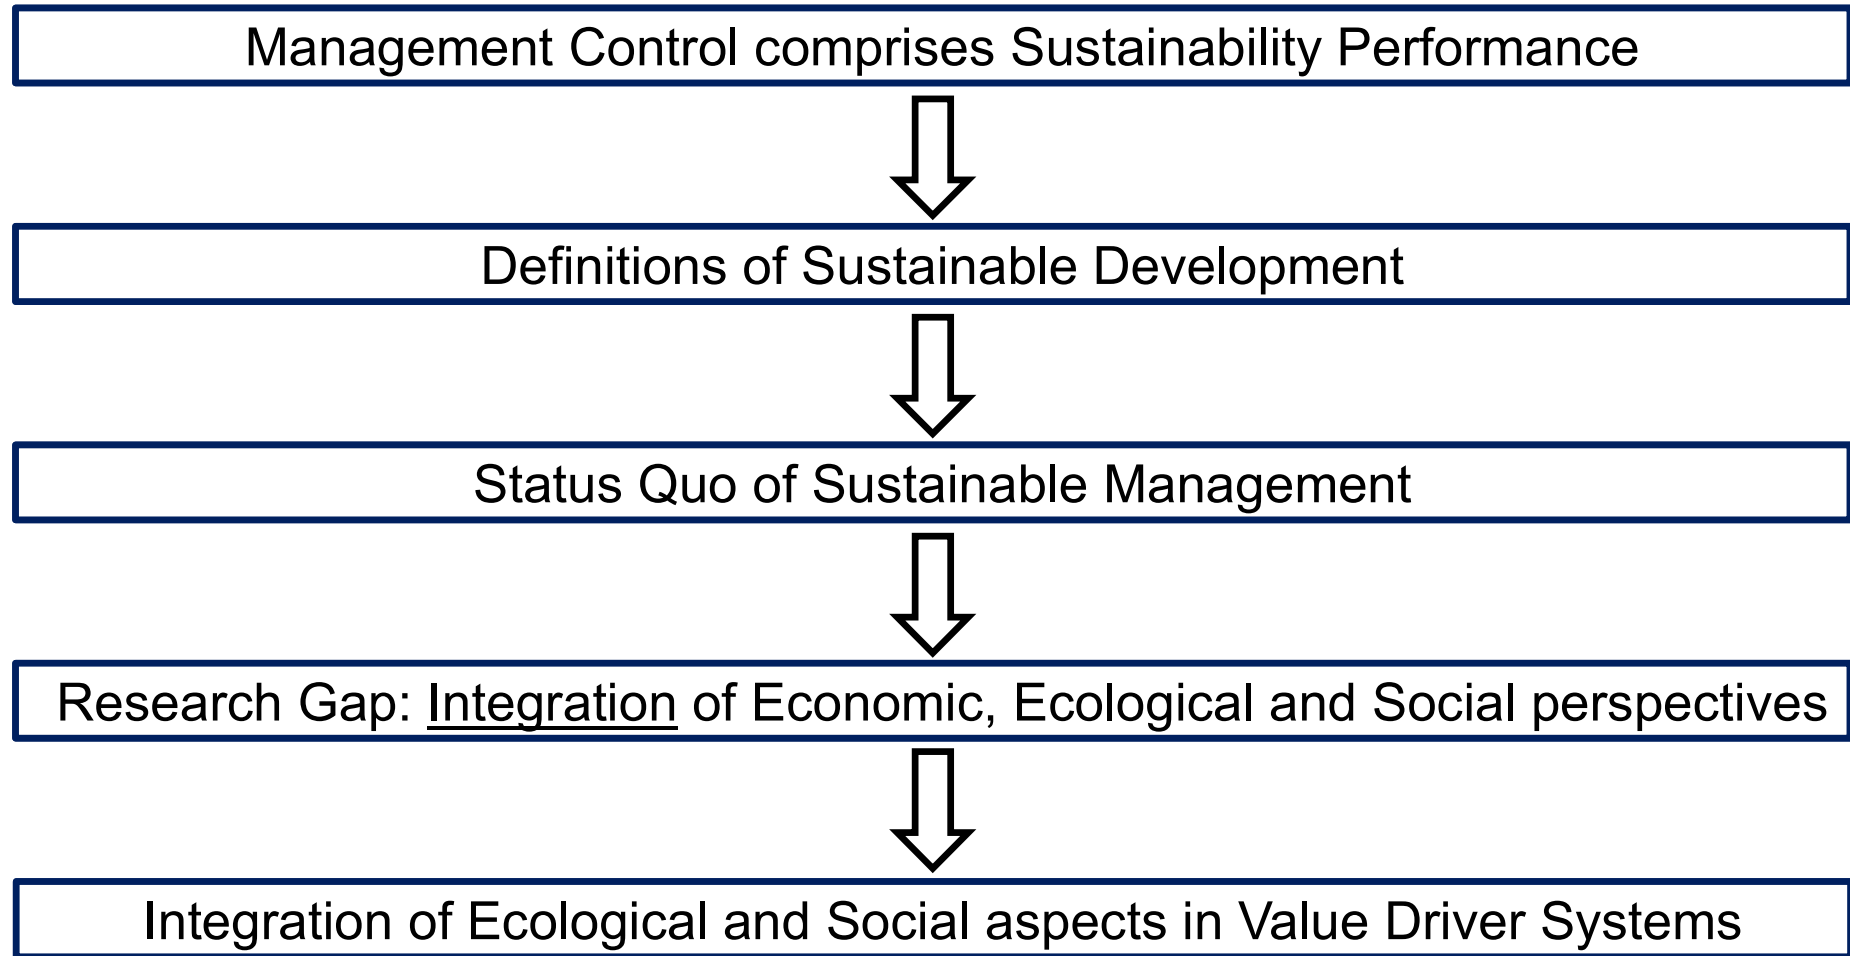 Management Control comprises Sustainability Performance
Definitions of Sustainable Development
Status Quo of Sustainable Management
Research Gap: Integration of Economic, Ecological and Social perspectives
Integration of Ecological and Social aspects in Value Driver Systems